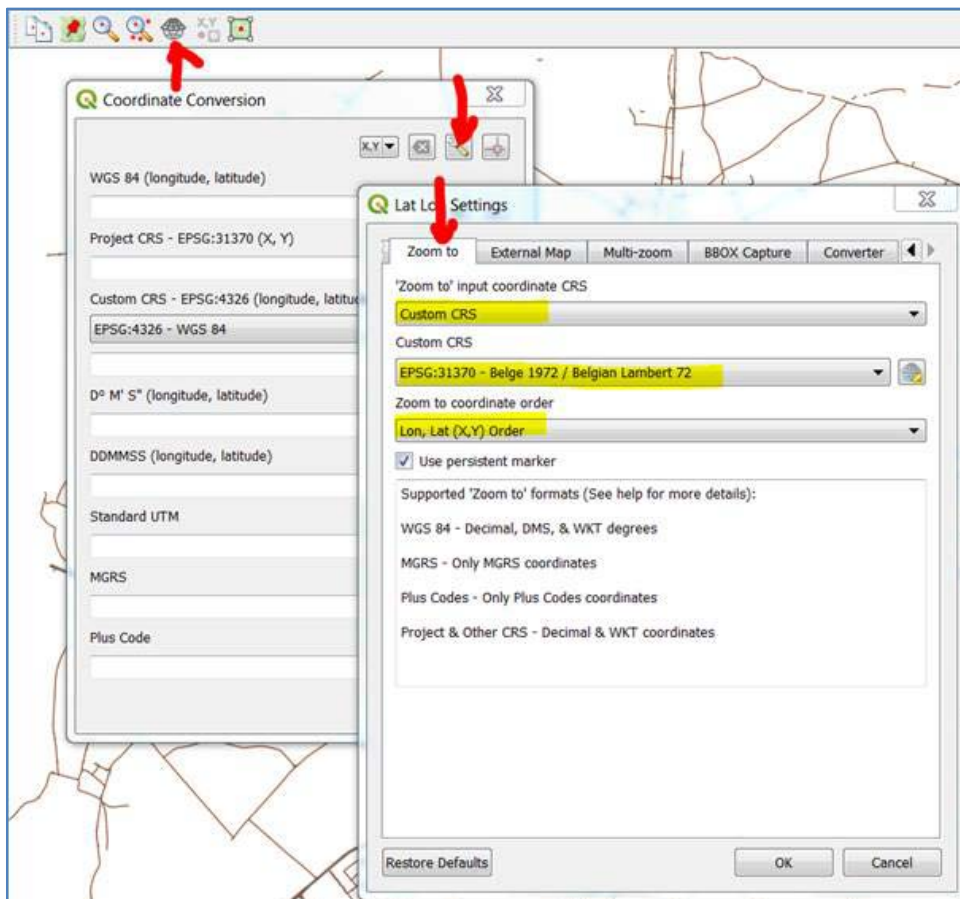 X,Y
Coordinate Conversion
X,Y
WGS 84 (longitude, latitude)
Project CRS - EPSG:31370 (X, Y)
Custom CRS - EPSG:4326 (longitude,
EPSG:4326 - WGS 84
D° M' S" (longitude, latitude)
DDMMSS (longitude, latitude)
Standard UTM
MGRS
Plus Code
Lat Lon Settings
Zoom to
External Map
Multi-zoom
BBOX Capture
Converter
'Zoom to' input coordinate CRS
Custom CRS
Custom CRS
EPSG:31370 - Belge 1972 / Belgian Lambert 72
Zoom to coordinate order
Lon, Lat (X,Y) Order
Use persistent marker
Supported 'Zoom to' formats (See help for more details):
WGS 84 - Decimal, DMS, & WKT degrees
MGRS - Only MGRS coordinates
Plus Codes - Only Plus Codes coordinates
Project & Other CRS - Decimal & WKT coordinates
Restore Defaults
OK
Cancel